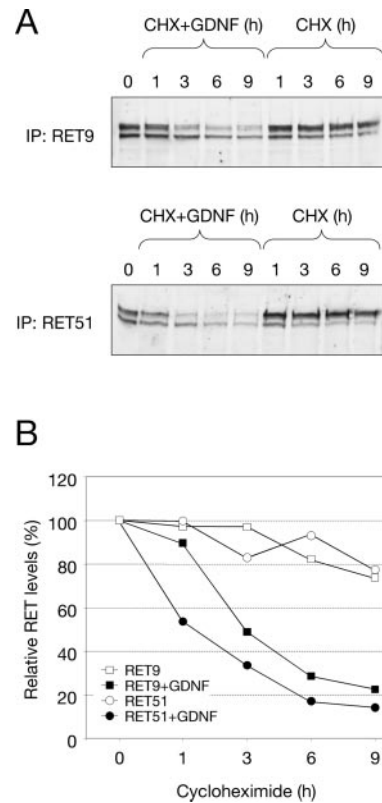 A
CHX+GDNF (h) CHX (h)
0 1 3 6 9 1 3 6 9
IP: RET9
CHX+GDNF (h) CHX (h)
0 1 3 6 9 1 3 6 9
IP: RET51
B
120
100
80
60
40
20
0
Relative RET levels (%)
RET9
RET9+GDNF
RET51
RET51+GDNF
0 1 3 6 9
Cycloheximide (h)